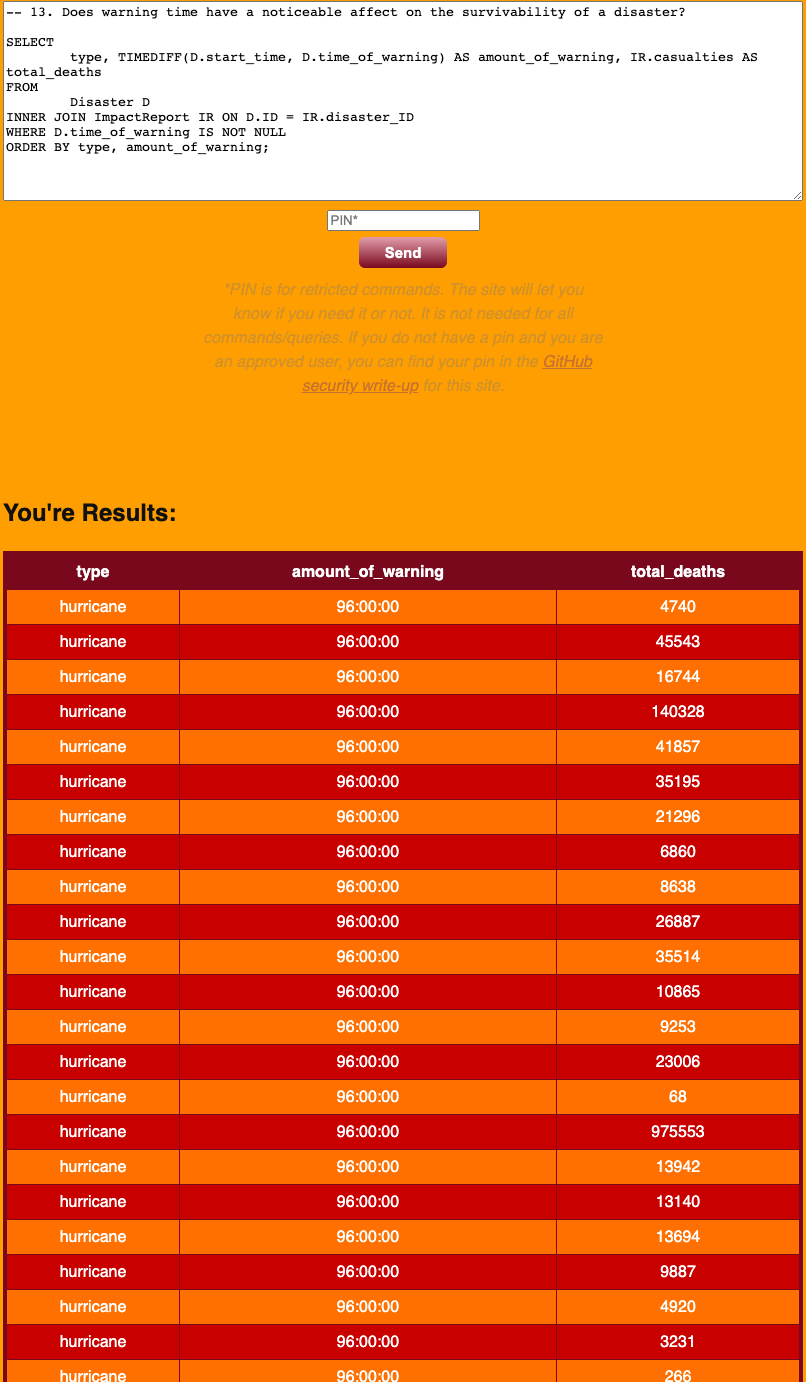 -- 13. Does warning time have a noticeable affect on the survivability of a disaster?
SELECT
type, TIMEDIFF(D.start_time, D.time_of_warning) AS amount_of_warning, IR.casualties AS
total_deaths
FROM
Disaster D
INNER JOIN ImpactReport IR ON D.ID = IR.disaster_ID
WHERE D.time_of_warning IS NOT NULL
ORDER BY type, amount_of_warning;
PIN*
Send
*PIN is for retricted commands. The site will let you
know if you need it or not. It is not needed for all
commands/queries. If you do not have a pin and you are
an approved user, you can find your pin in the GitHub
security write-up for this site.
You're Results:
type amount_of_warning total_deaths
hurricane 96:00:00 4740
hurricane 96:00:00 45543
hurricane 96:00:00 16744
hurricane 96:00:00 140328
hurricane 96:00:00 41857
hurricane 96:00:00 35195
hurricane 96:00:00 21296
hurricane 96:00:00 6860
hurricane 96:00:00 8638
hurricane 96:00:00 26887
hurricane 96:00:00 35514
hurricane 96:00:00 10865
hurricane 96:00:00 9253
hurricane 96:00:00 23006
hurricane 96:00:00 68
hurricane 96:00:00 975553
hurricane 96:00:00 13942
hurricane 96:00:00 13140
hurricane 96:00:00 13694
hurricane 96:00:00 9887
hurricane 96:00:00 4920
hurricane 96:00:00 3231
hurricane 96:00:00 266